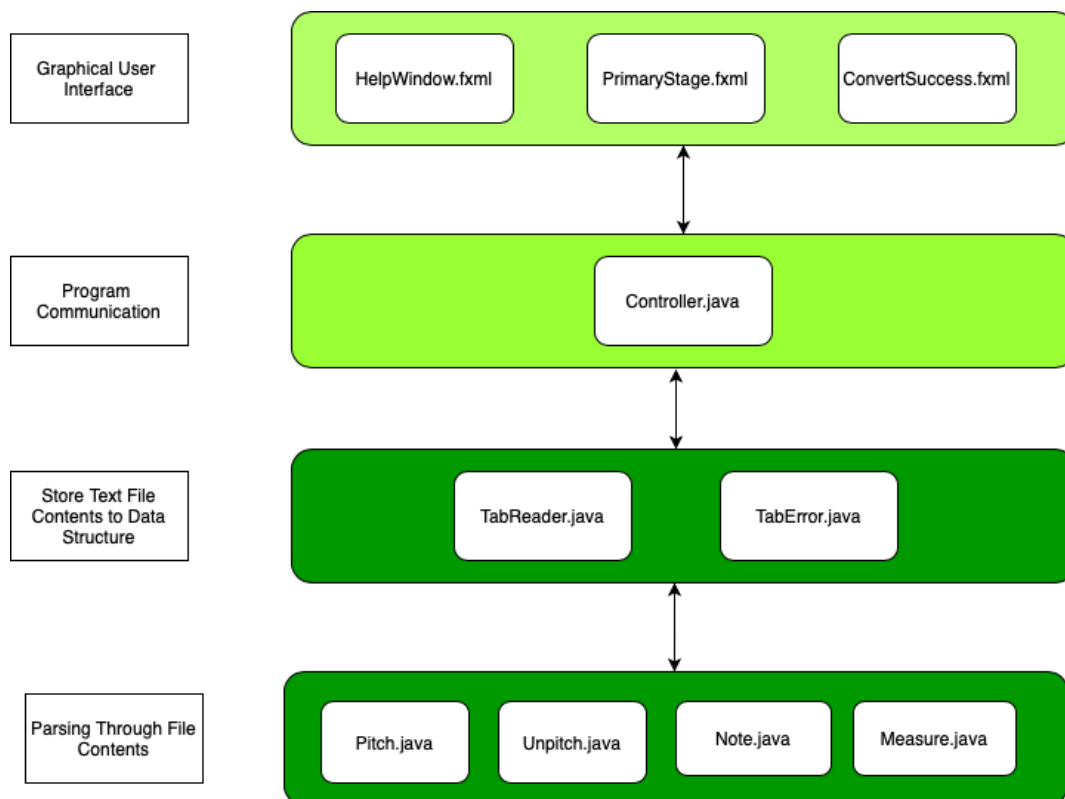 Graphical User
Interface
HelpWindow.fxml
PrimaryStage.fxml
ConvertSuccess.fxml
Program
Communication
Controller.java
Store Text File
Contents to Data
Structure
TabReader.java
TabError.java
Parsing Through File
Contents
Pitch.java
Unpitch.java
Note.java
Measure.java